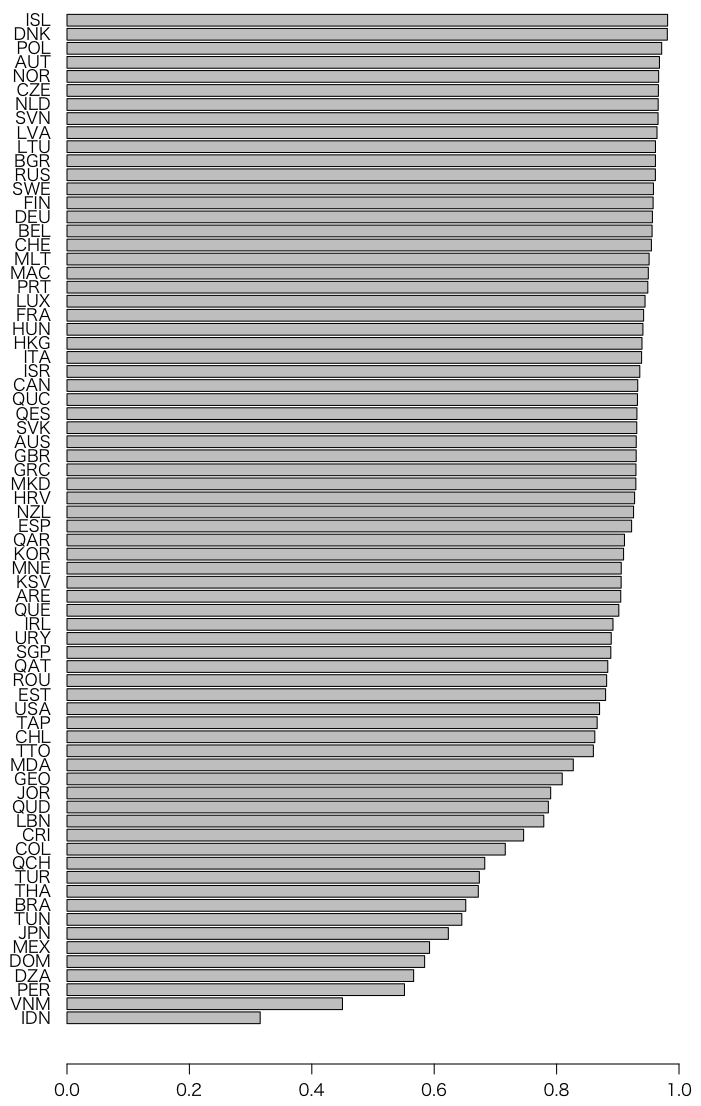 ISL
DNK
POL
AUT
NOR
CZE
NLD
SVN
LVA
LTU
BGR
RUS
SWE
FIN
DEU
BEL
CHE
MLT
MAC
PRT
LUX
FRA
HUN
HKG
ITA
ISR
CAN
QUC
QES
SVK
AUS
GBR
GRC
MKD
HRV
NZL
ESP
QAR
KOR
MNE
KSV
ARE
QUE
IRL
URY
SGP
QAT
ROU
EST
USA
TAP
CHL
TTO
MDA
GEO
JOR
QUD
LBN
CRI
COL
QCH
TUR
THA
BRA
TUN
JPN
MEX
DOM
DZA
PER
VNM
IDN
0.0 0.2 0.4 0.6 0.8 1.0